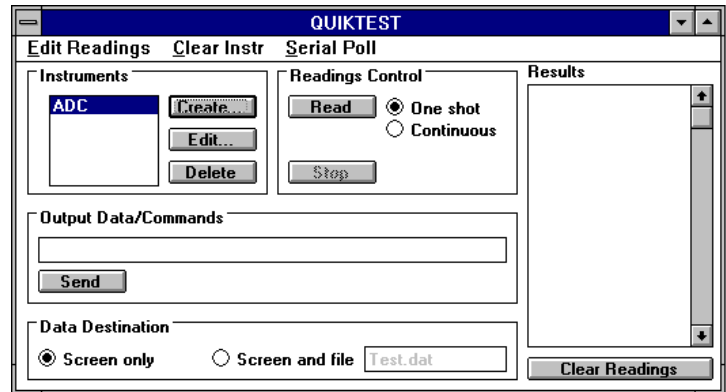 QUIKTEST
Edit Readings Clear Instr Serial Poll
Instruments
ADC
Create...
Edit...
Delete
Readings Control
Read
One shot
Continuous
Stop
Results
Output Data/Commands
Send
Data Destination
Screen only
Screen and file
Test.dat
Clear Readings